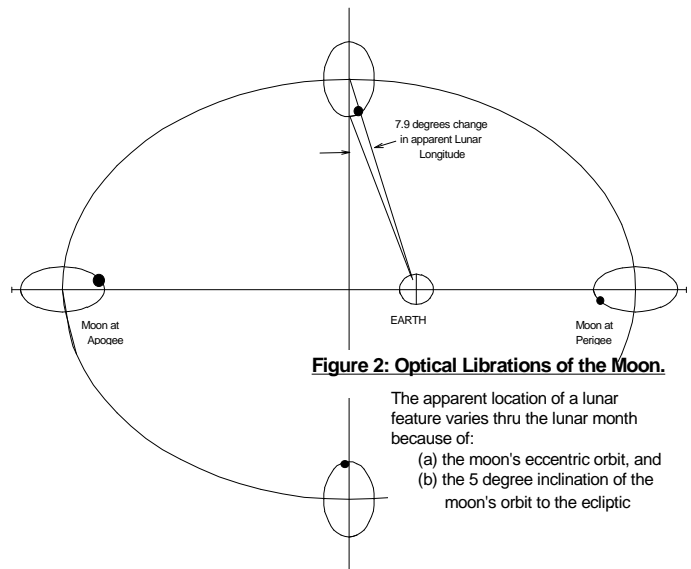 7.9 degrees change
in apparent Lunar
Longitude
Moon at
Apogee
EARTH
Moon at
Perigee
Figure 2: Optical Librations of the Moon.
The apparent location of a lunar
feature varies thru the lunar month
because of:
(a) the moon's eccentric orbit, and
(b) the 5 degree inclination of the
moon's orbit to the ecliptic